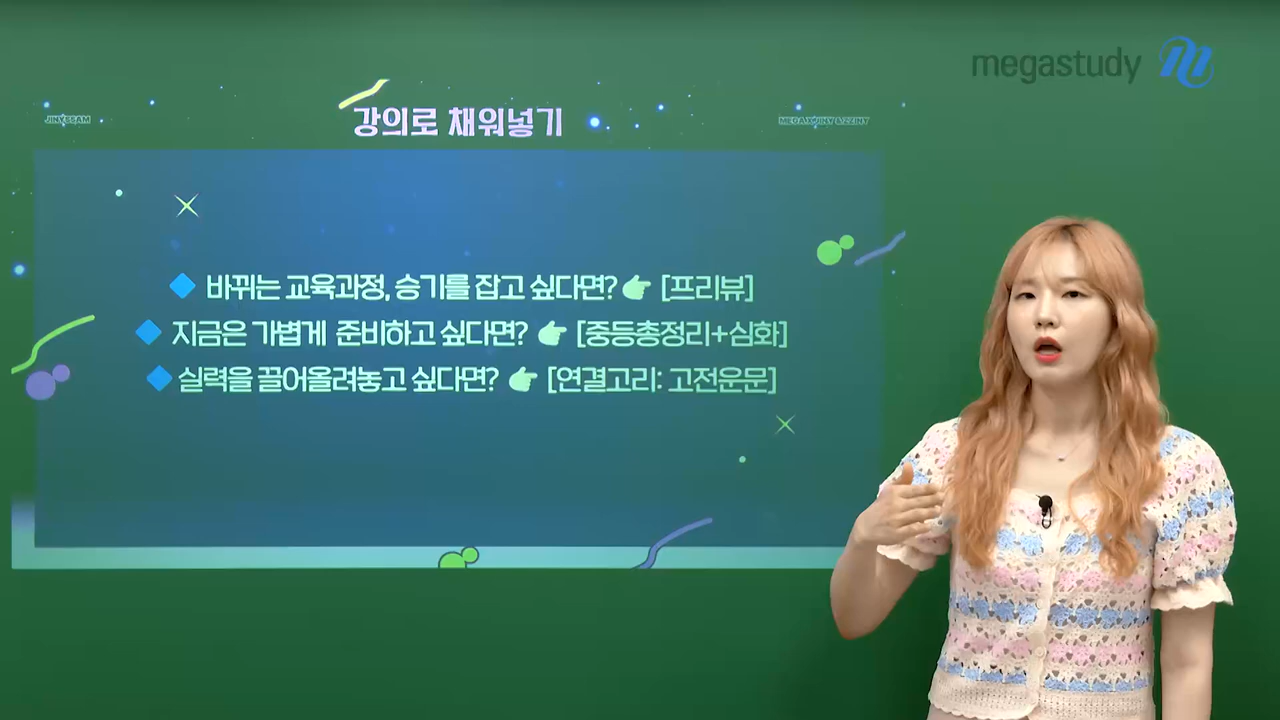 megastudy
JINYSSAM
강의로 채워넣기
바뀌는 교육과정, 승기를 잡고 싶다면? [프리뷰]
지금은 가볍게 준비하고 싶다면? [중등총정리+심화]
실력을 끌어올려놓고 싶다면? [연결고리: 고전운문]